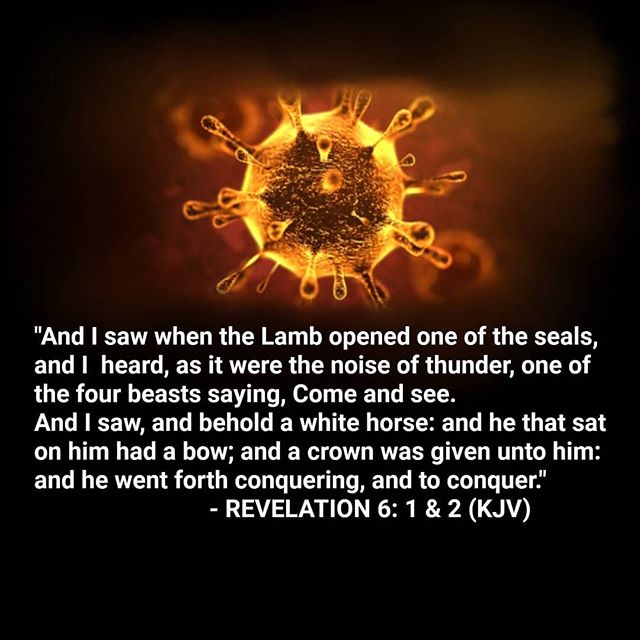 "And I saw when the Lamb opened one of the seals,
and I  heard, as it were the noise of thunder, one of
the four beasts saying, Come and see.
And I saw, and behold a white horse: and he that sat
on him had a bow; and a crown was given unto him:
and he went forth conquering, and to conquer."
- REVELATION 6: 1 & 2 (KJV)